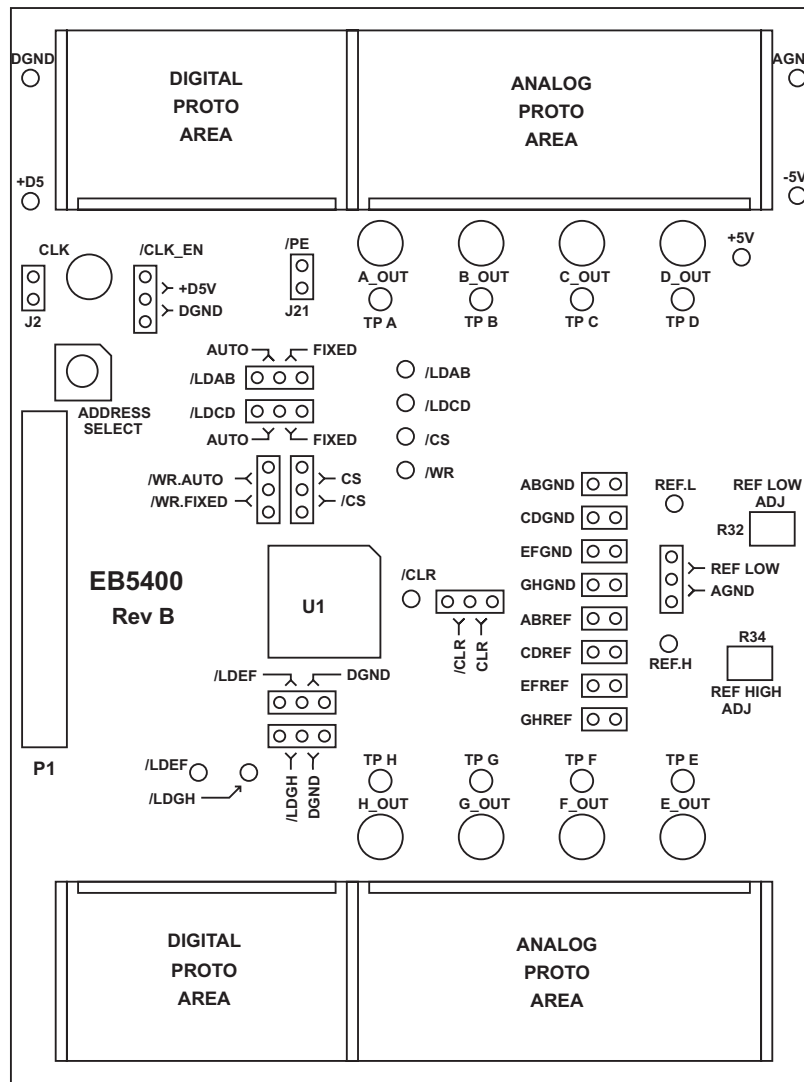 DIGITAL
PROTO
AREA
ANALOG
PROTO
AREA
DGND
AGN
+D5
-5V
CLK
/CLK_EN
+D5V
DGND
J2
/PE
J21
A_OUT
B_OUT
C_OUT
D_OUT
+5V
TP A
TP B
TP C
TP D
AUTO
FIXED
/LDAB
/LDCD
AUTO
FIXED
/LDAB
/LDCD
/CS
/WR
ADDRESS
SELECT
/WR.AUTO
/WR.FIXED
CS
/CS
ABGND
CDGND
EFGND
GHGND
ABREF
CDREF
EFREF
GHREF
REF.L
REF LOW
ADJ
R32
REF LOW
AGND
REF.H
R34
REF HIGH
ADJ
EB5400
Rev B
U1
/CLR
/CLR
CLR
/LDEF
DGND
/LDGH
DGND
P1
/LDEF
/LDGH
TP H
TP G
TP F
TP E
H_OUT
G_OUT
F_OUT
E_OUT
DIGITAL
PROTO
AREA
ANALOG
PROTO
AREA